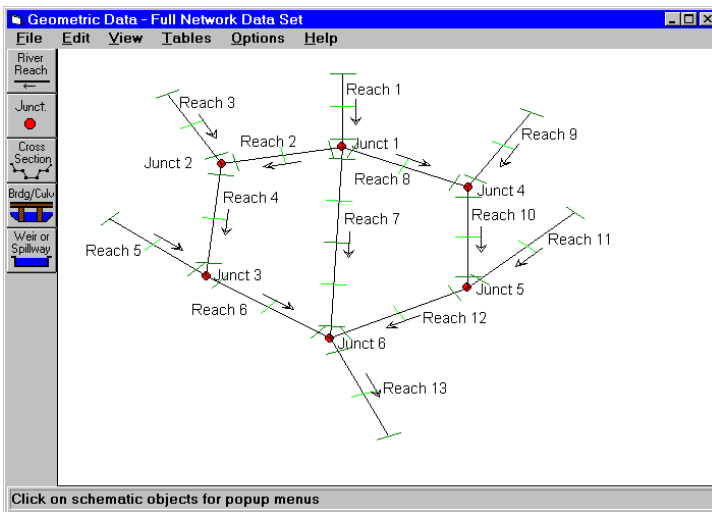 Geometric Data - Full Network Data Set
File Edit View Tables Options Help
River
Reach
Junct.
Cross
Section
Brdg/Culv
Weir or
Spillway
Reach 1
Reach 3
Reach 2
Junct 1
Reach 9
Junct 2
Reach 8
Junct 4
Reach 4
Reach 7
Reach 10
Reach 11
Reach 5
Junct 3
Junct 5
Reach 6
Reach 12
Junct 6
Reach 13
Click on schematic objects for popup menus